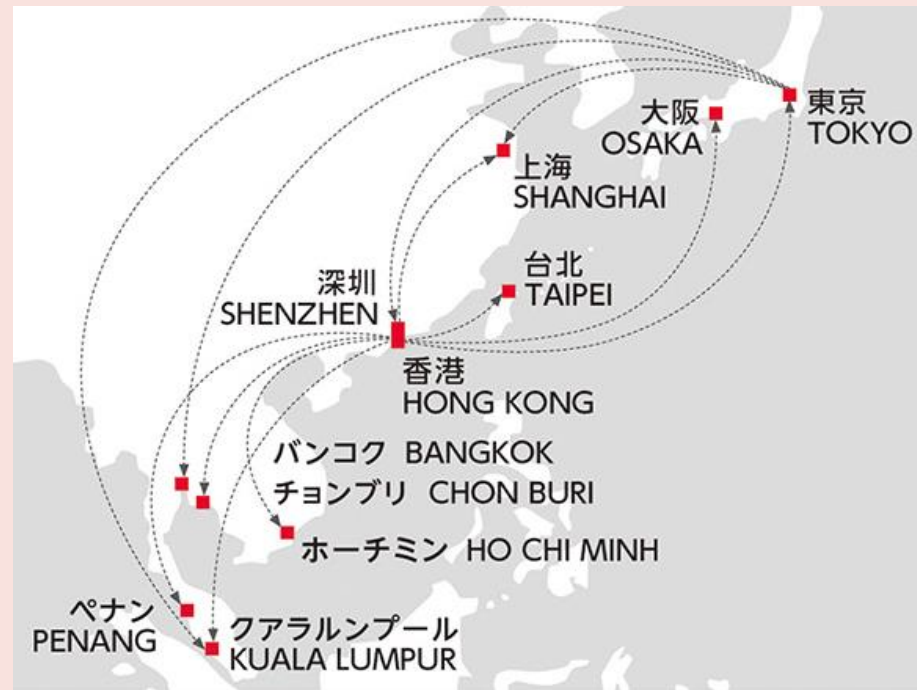 東京
TOKYO
大阪
OSAKA
上海
SHANGHAI
台北
TAIPEI
深圳
SHENZHEN
香港
HONG KONG
バンコク BANGKOK
チョンブリ CHON BURI
ホーチミン HO CHI MINH
ペナン
PENANG
クアラルンプール
KUALA LUMPUR